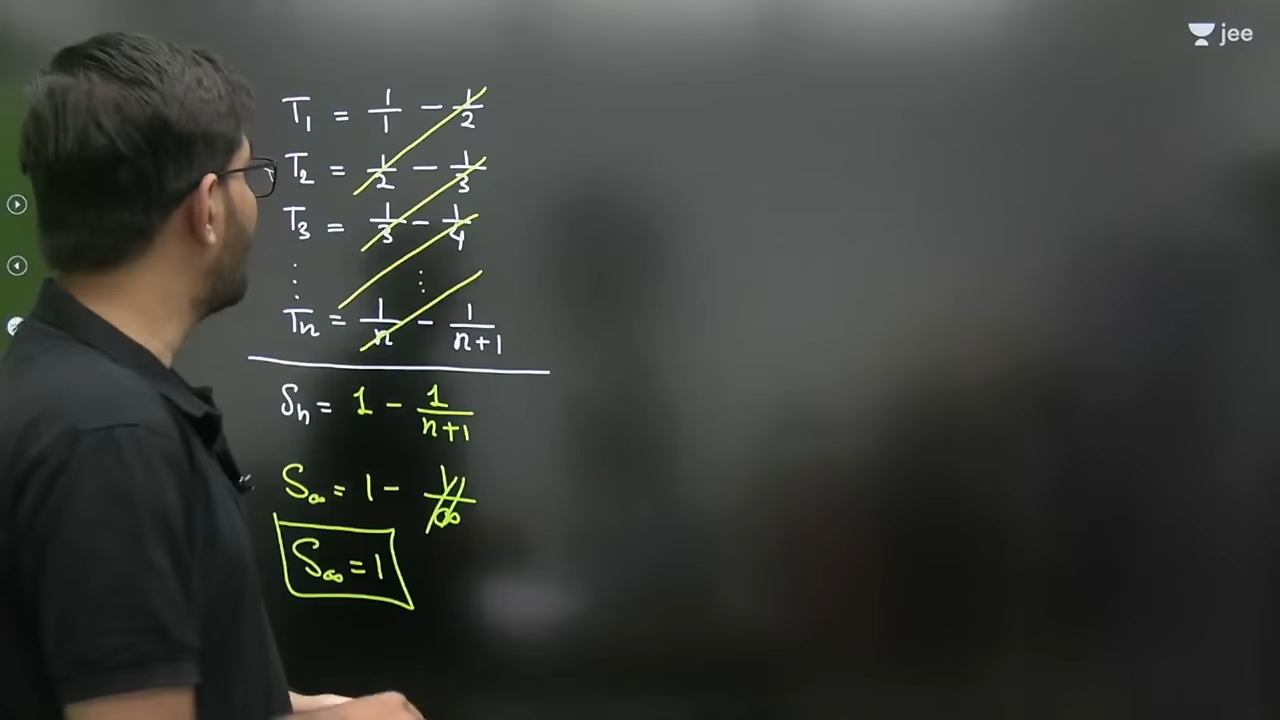 jee
T₁ = 1/1 - 1/2
T₂ = 1/2 - 1/3
T₃ = 1/3 - 1/4
⋮ ⋮
Tn = 1/n - 1/(n+1)
Sn = 1 - 1/(n+1)
S∞ = 1 - 1/∞
S∞ = 1